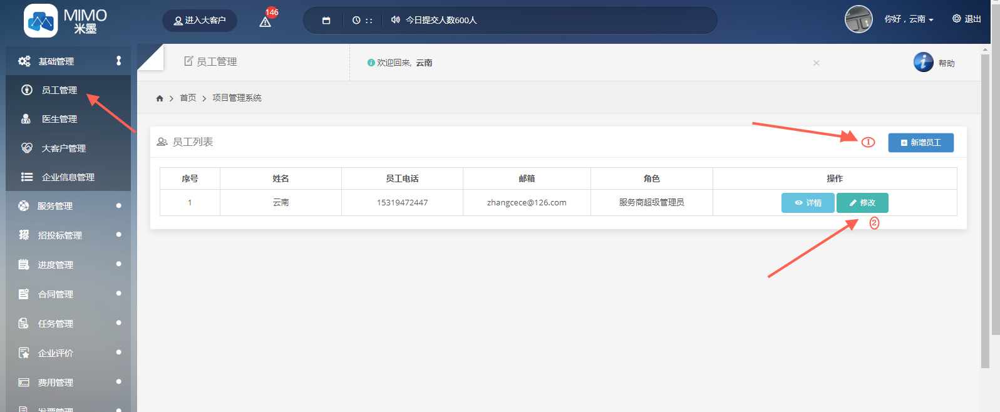 MIMO
米墨
进入大客户
146
: :
今日提交人数600人
你好，云南
退出
基础管理
员工管理
医生管理
大客户管理
企业信息管理
服务管理
招投标管理
进度管理
合同管理
任务管理
企业评价
费用管理
发票管理
员工管理
欢迎回来, 云南
×
帮助
首页 > 项目管理系统
员工列表
① 新增员工
序号 姓名 员工电话 邮箱 角色 操作
1 云南 15319472447 zhangcece@126.com 服务商超级管理员 详情 修改
②